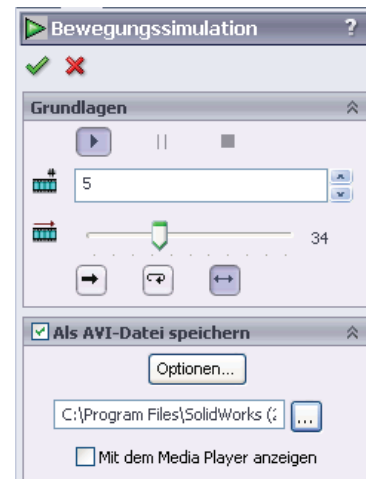 Bewegungssimulation ?
Grundlagen
5
34
Als AVI-Datei speichern
Optionen...
C:\Program Files\SolidWorks (2 ...
Mit dem Media Player anzeigen